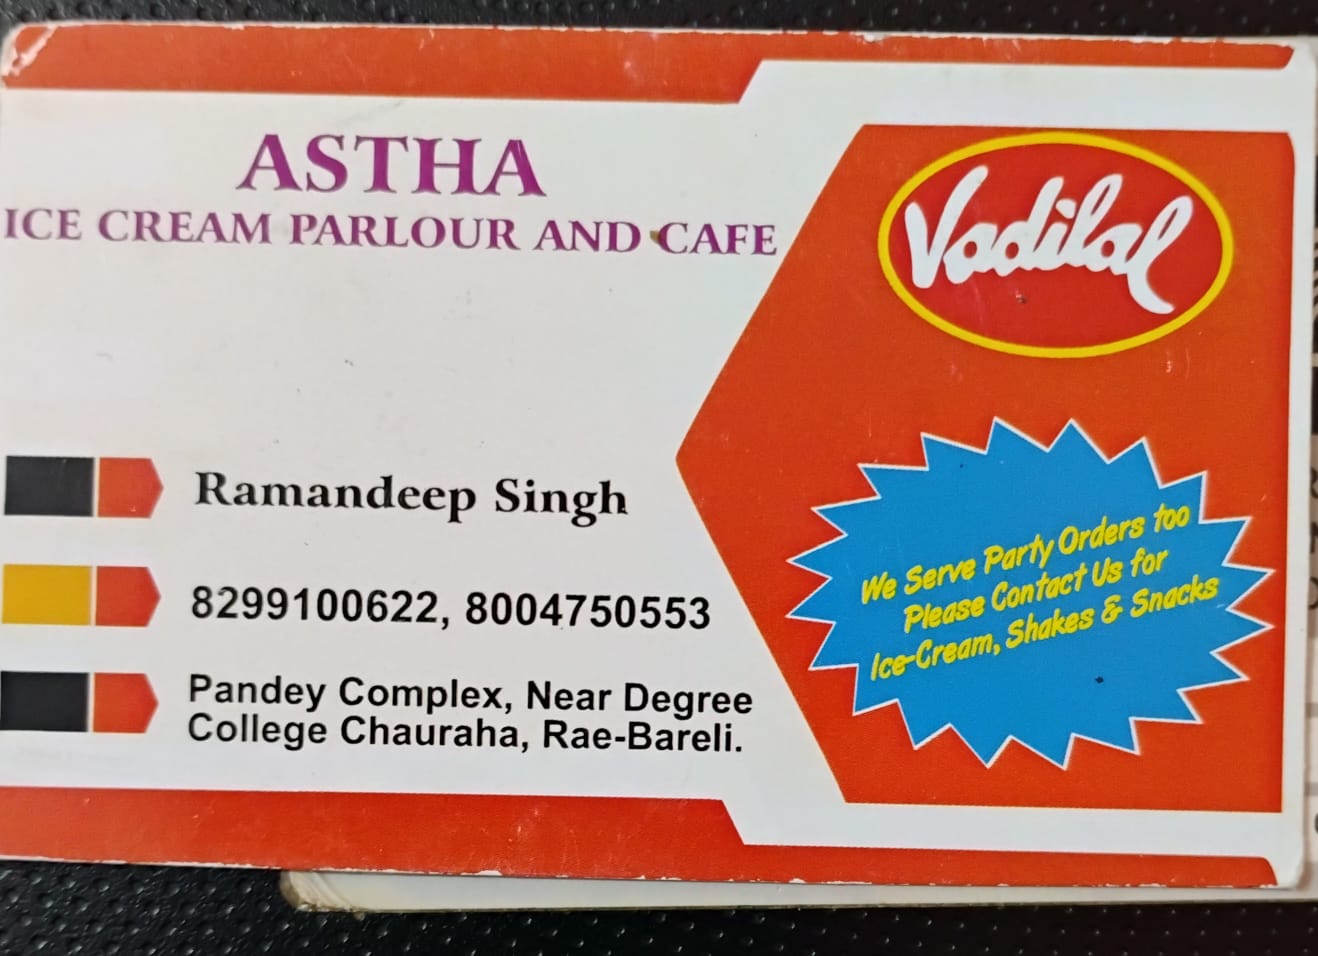 ASTHA
ICE CREAM PARLOUR AND CAFE
Vadilal
Ramandeep Singh
8299100622, 8004750553
Pandey Complex, Near Degree
College Chauraha, Rae-Bareli.
We Serve Party Orders too
Please Contact Us for
Ice-Cream, Shakes & Snacks